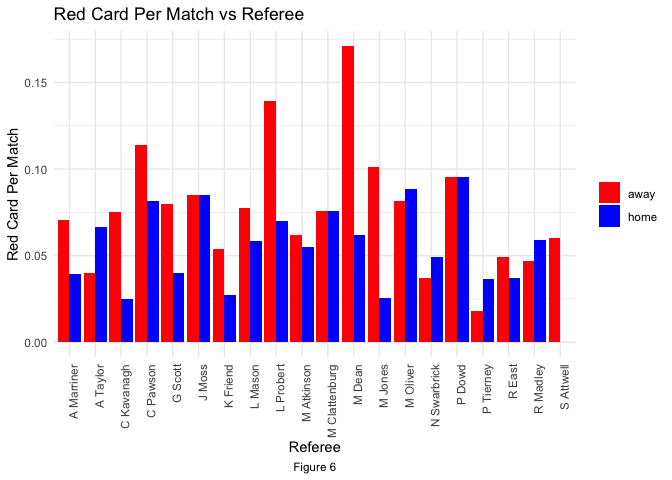 Red Card Per Match vs Referee
Red Card Per Match
0.15
0.10
0.05
0.00
away
home
A Marriner
A Taylor
C Kavanagh
C Pawson
G Scott
J Moss
K Friend
L Mason
L Probert
M Atkinson
M Clattenburg
M Dean
M Jones
M Oliver
N Swarbrick
P Dowd
P Tierney
R East
R Madley
S Attwell
Referee
Figure 6